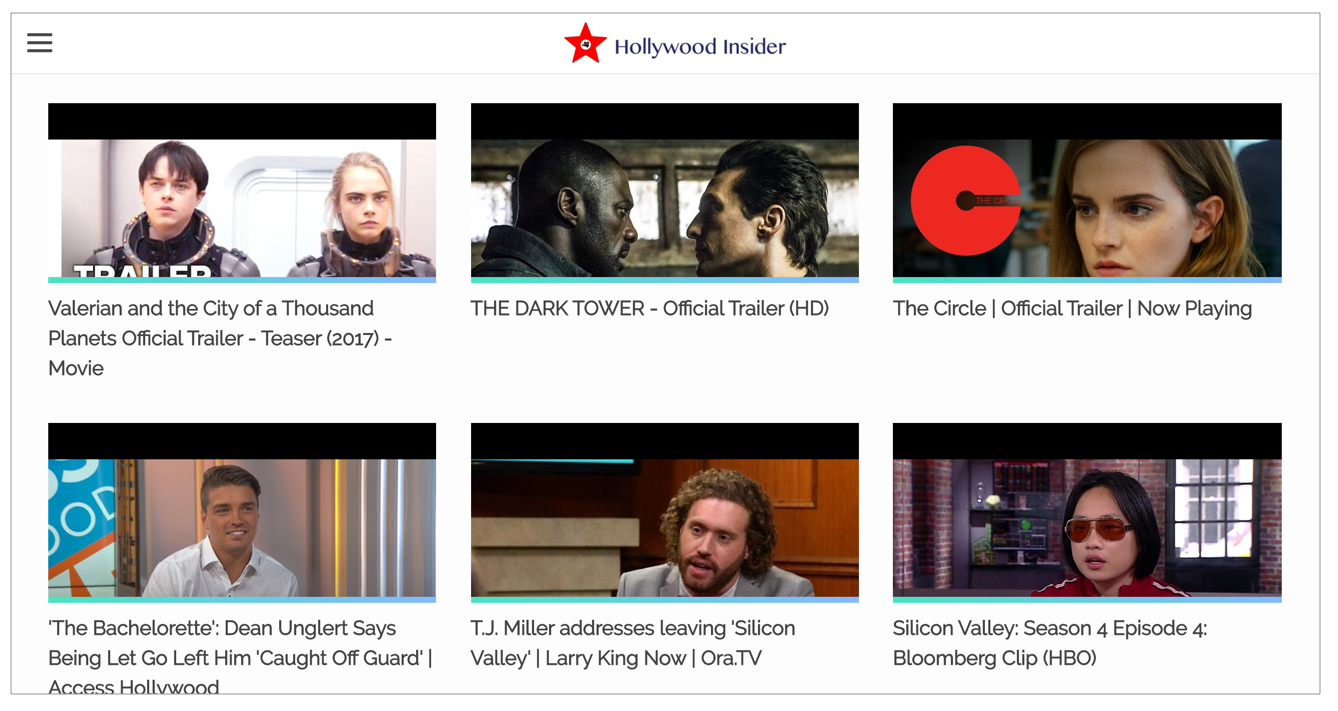 Hollywood Insider
TRAILER
THE CIRC
Valerian and the City of a Thousand
Planets Official Trailer - Teaser (2017) -
Movie
THE DARK TOWER - Official Trailer (HD)
The Circle | Official Trailer | Now Playing
OOD
'The Bachelorette': Dean Unglert Says
Being Let Go Left Him 'Caught Off Guard' |
Access Hollywood
T.J. Miller addresses leaving 'Silicon
Valley' | Larry King Now | Ora.TV
Silicon Valley: Season 4 Episode 4:
Bloomberg Clip (HBO)